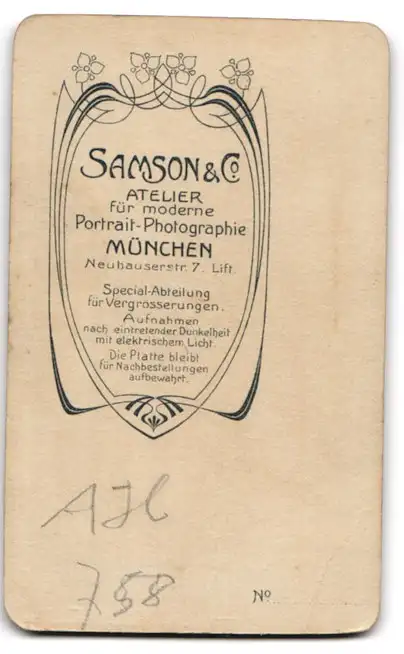 SAMSON & Co.
ATELIER
für moderne
Portrait-Photographie
MÜNCHEN
Neuhauserstr. 7. Lift.
Special-Abteilung
für Vergrösserungen.
Aufnahmen
nach eintretender Dunkelheit
mit elektrischem Licht.
Die Platte bleibt
für Nachbestellungen
aufbewahrt.
758
No